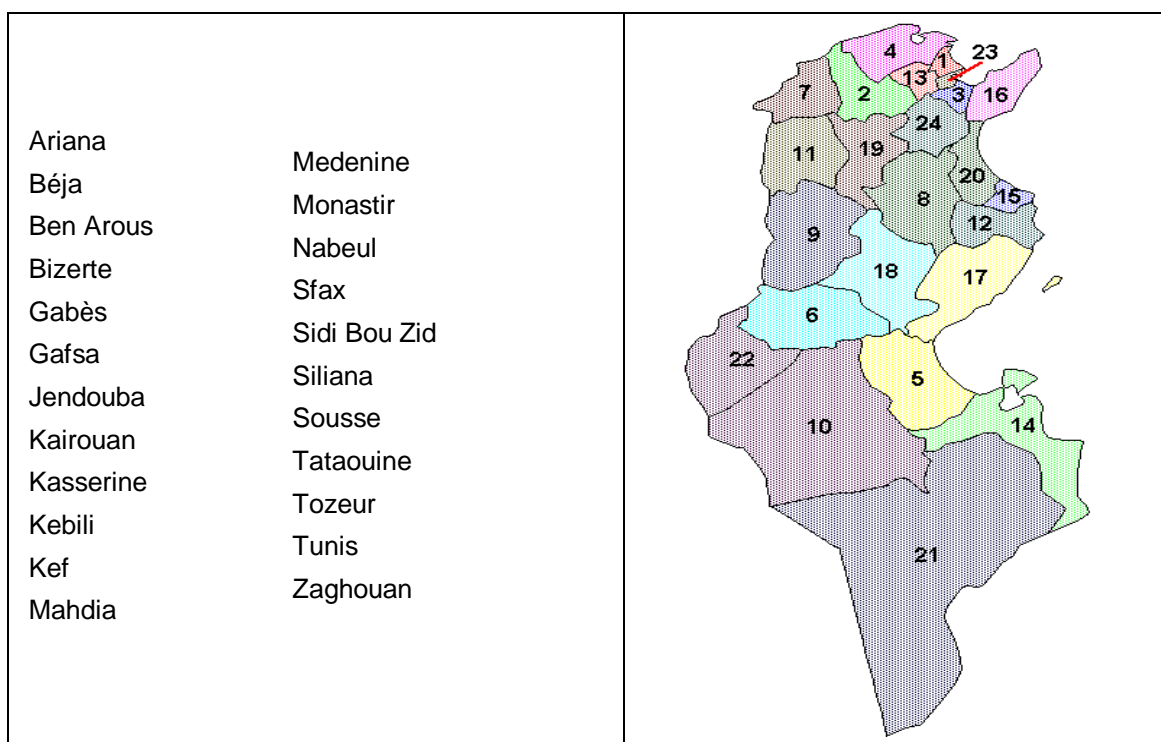 Ariana
Béja
Ben Arous
Bizerte
Gabès
Gafsa
Jendouba
Kairouan
Kasserine
Kebili
Kef
Mahdia
Medenine
Monastir
Nabeul
Sfax
Sidi Bou Zid
Siliana
Sousse
Tataouine
Tozeur
Tunis
Zaghouan
4
1
23
13
7
2
3
16
24
11
19
20
8
15
12
9
18
17
6
22
5
10
14
21